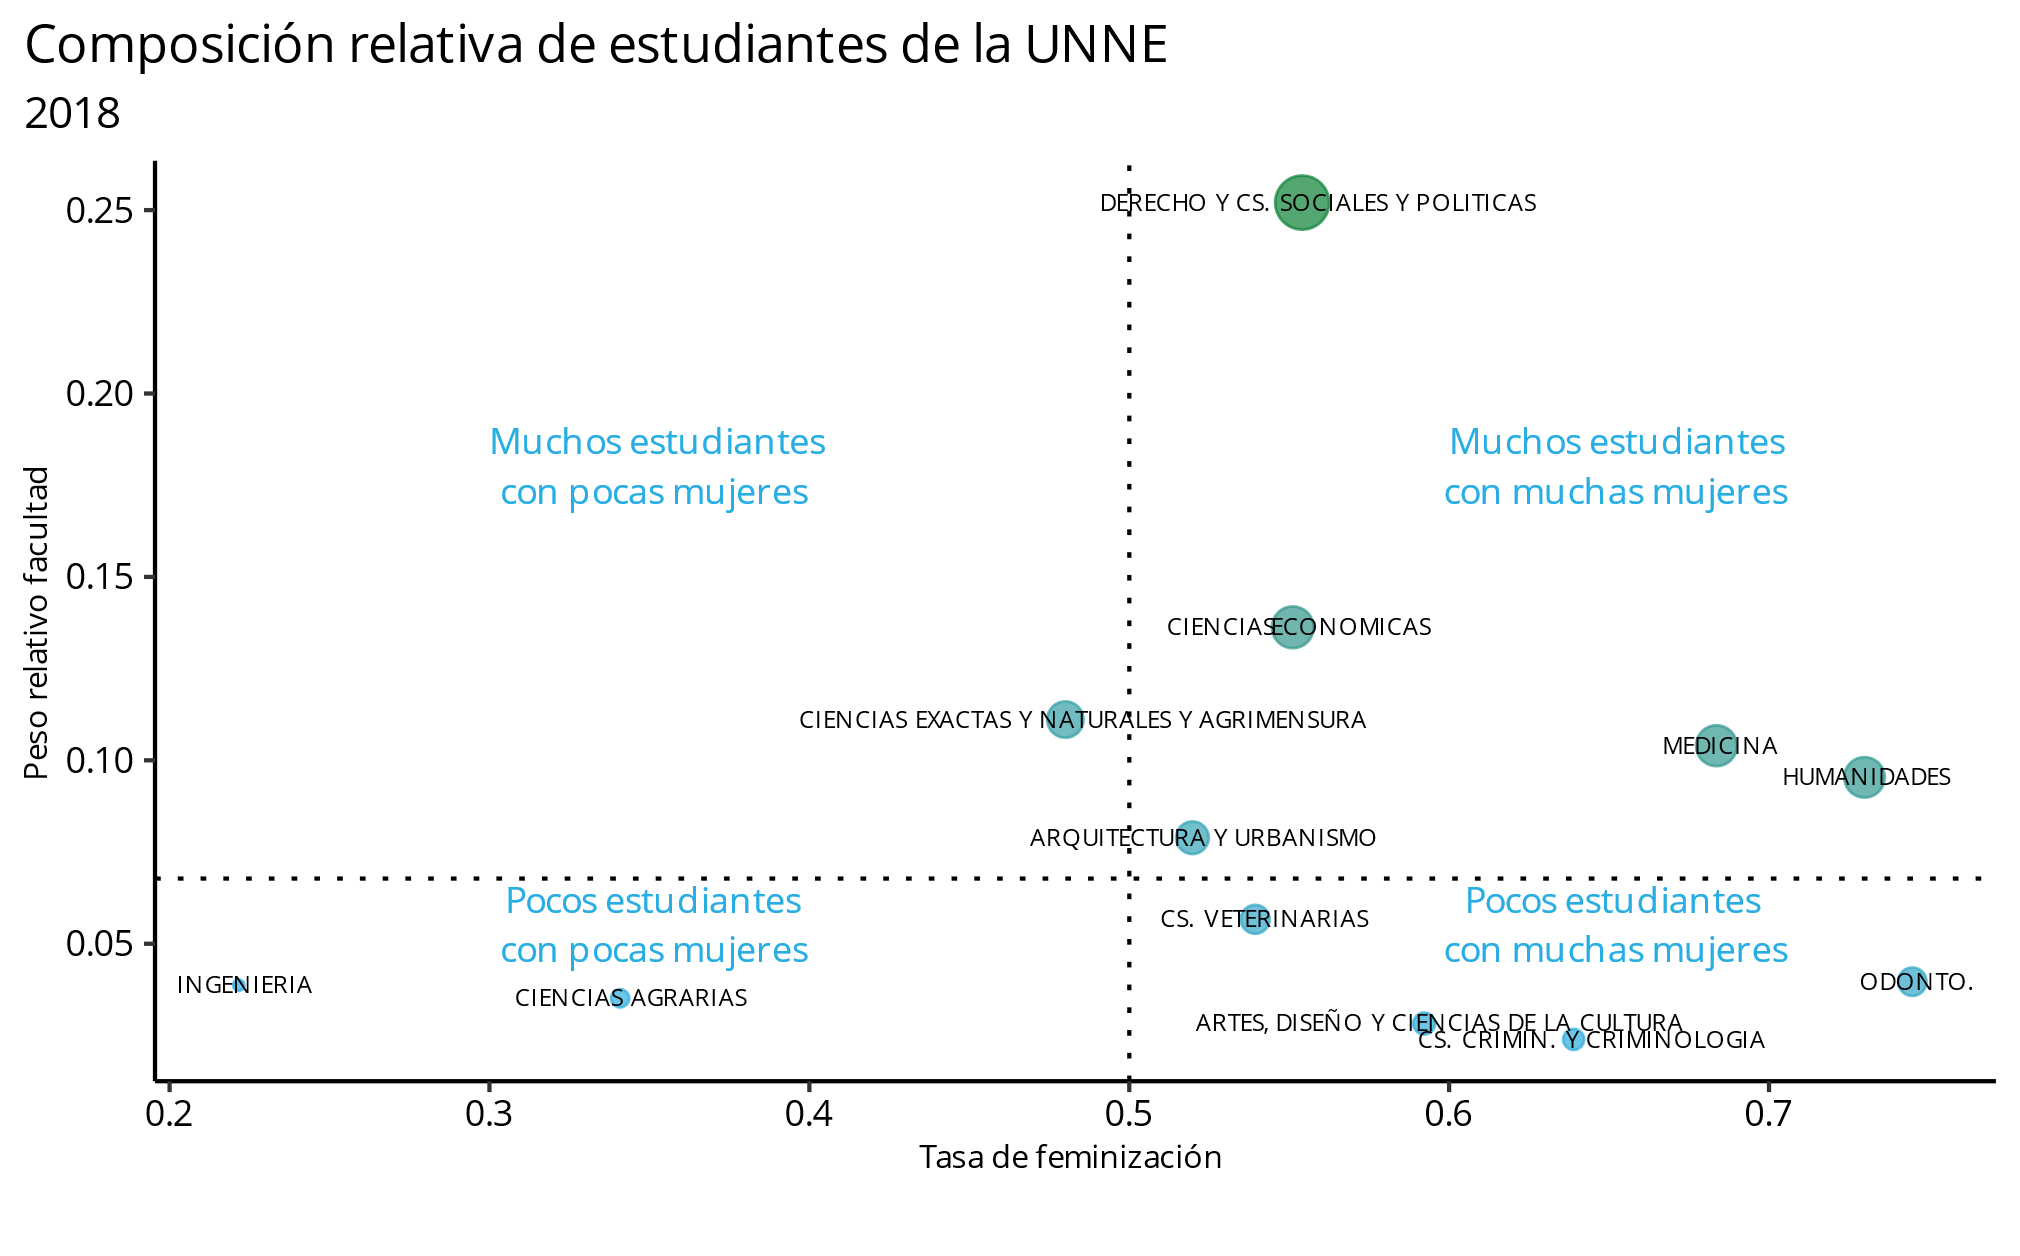 Composición relativa de estudiantes de la UNNE
2018
0.25
0.20
0.15
0.10
0.05
Peso relativo facultad
DERECHO Y CS. SOCIALES Y POLITICAS
Muchos estudiantes
con pocas mujeres
Muchos estudiantes
con muchas mujeres
CIENCIAS ECONOMICAS
CIENCIAS EXACTAS Y NATURALES Y AGRIMENSURA
MEDICINA
HUMANIDADES
ARQUITECTURA Y URBANISMO
Pocos estudiantes
con pocas mujeres
Pocos estudiantes
con muchas mujeres
CS. VETERINARIAS
INGENIERIA
CIENCIAS AGRARIAS
ODONTO.
ARTES, DISEÑO Y CIENCIAS DE LA CULTURA
CS. CRIMIN. Y CRIMINOLOGIA
0.2
0.3
0.4
0.5
0.6
0.7
Tasa de feminización